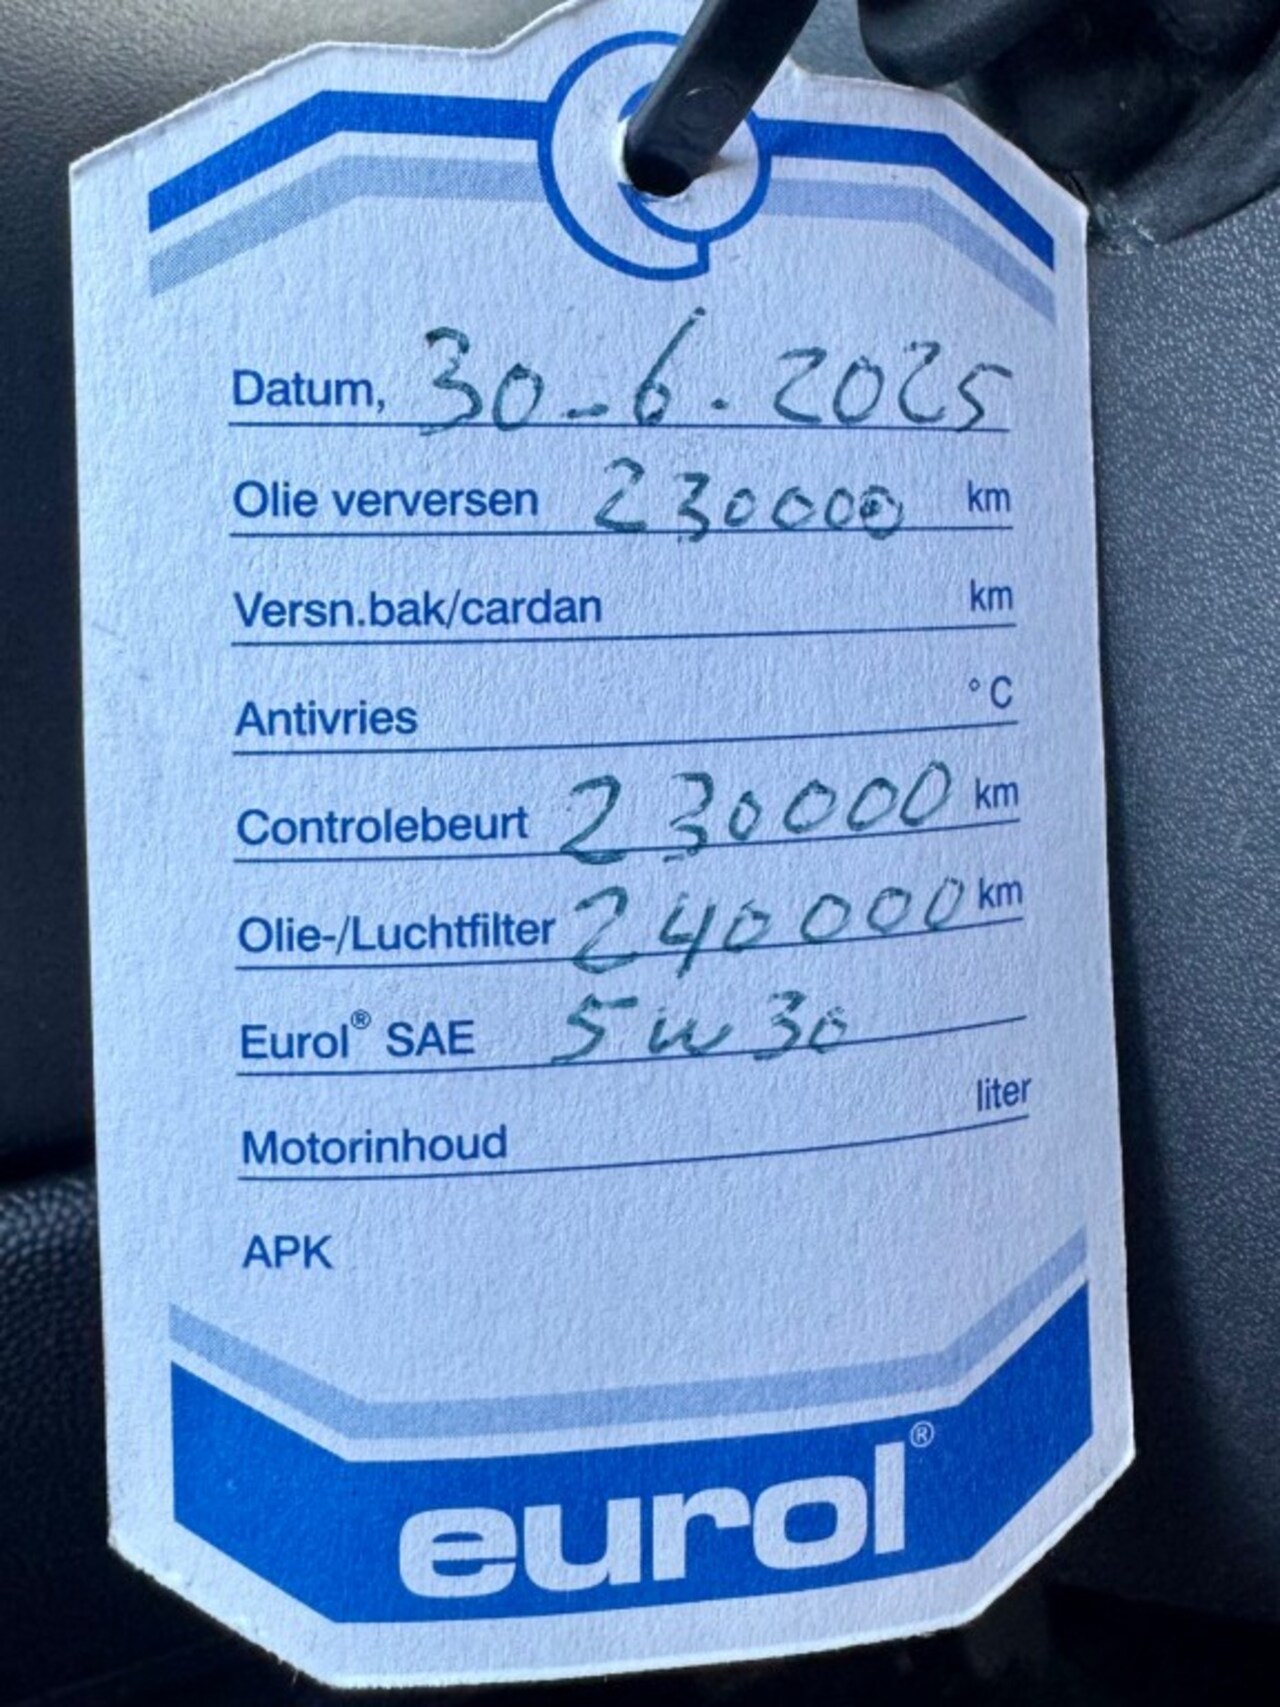 Datum, 30-6.2025
Olie verversen 230000 km
Versn.bak/cardan km
Antivries °C
Controlebeurt 230000 km
Olie-/Luchtfilter 240000 km
Eurol® SAE 5w30
Motorinhoud liter
APK
eurol®